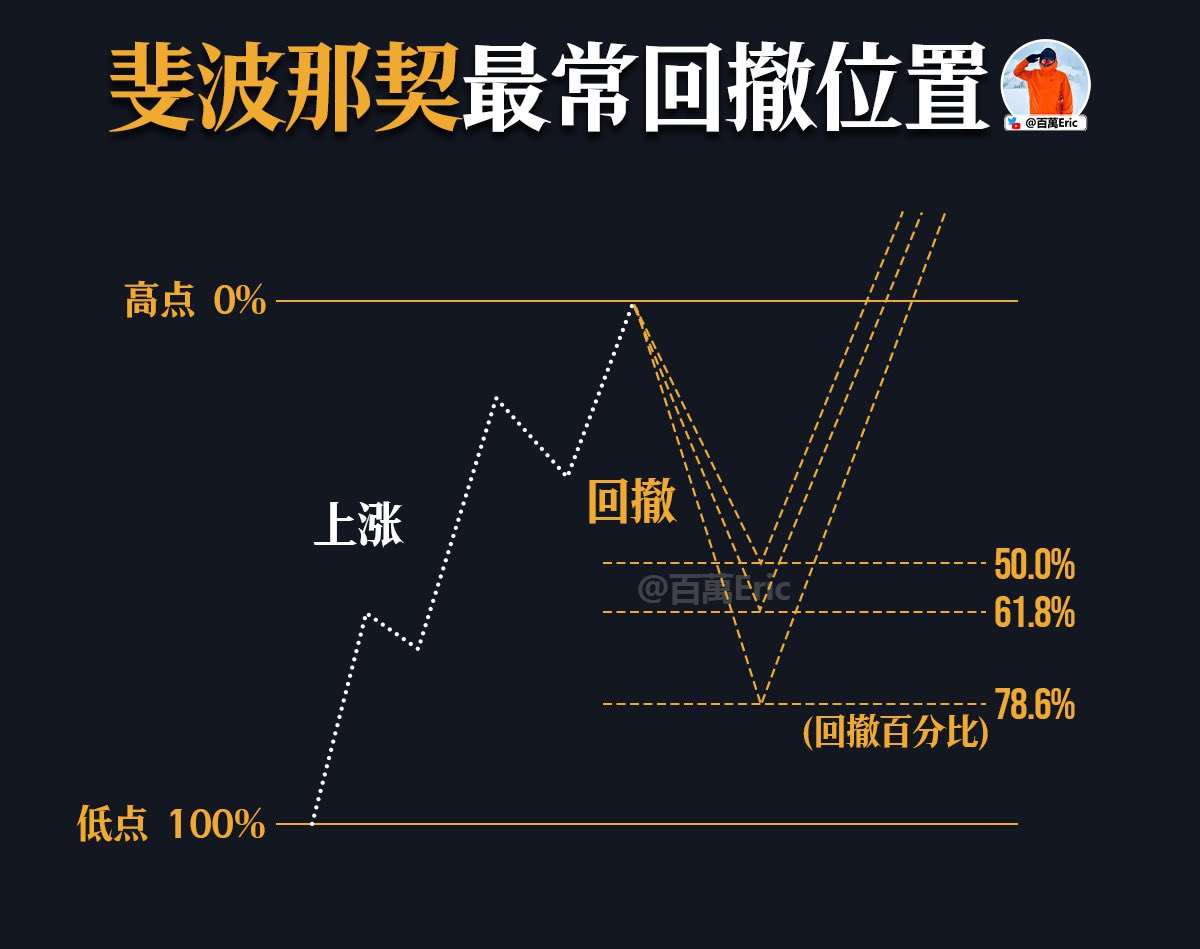 斐波那契最常回撤位置
@百萬Eric
高点 0%
上涨
回撤
50.0%
@百萬Eric
61.8%
78.6%
(回撤百分比)
低点 100%